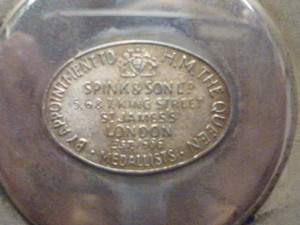 BY APPOINTMENT TO H.M. THE QUEEN
SPINK & SON LTD
5, 6 & 7, KING STREET
ST. JAMES'S
LONDON
EST. 1666
· MEDALLISTS ·